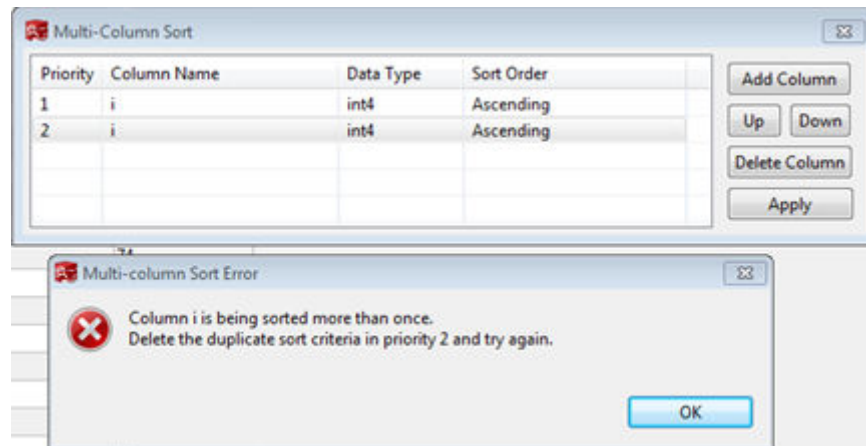 Multi-Column Sort
Priority Column Name Data Type Sort Order
1 i int4 Ascending
2 i int4 Ascending
Add Column
Up Down
Delete Column
Apply
Multi-column Sort Error
Column i is being sorted more than once.
Delete the duplicate sort criteria in priority 2 and try again.
OK